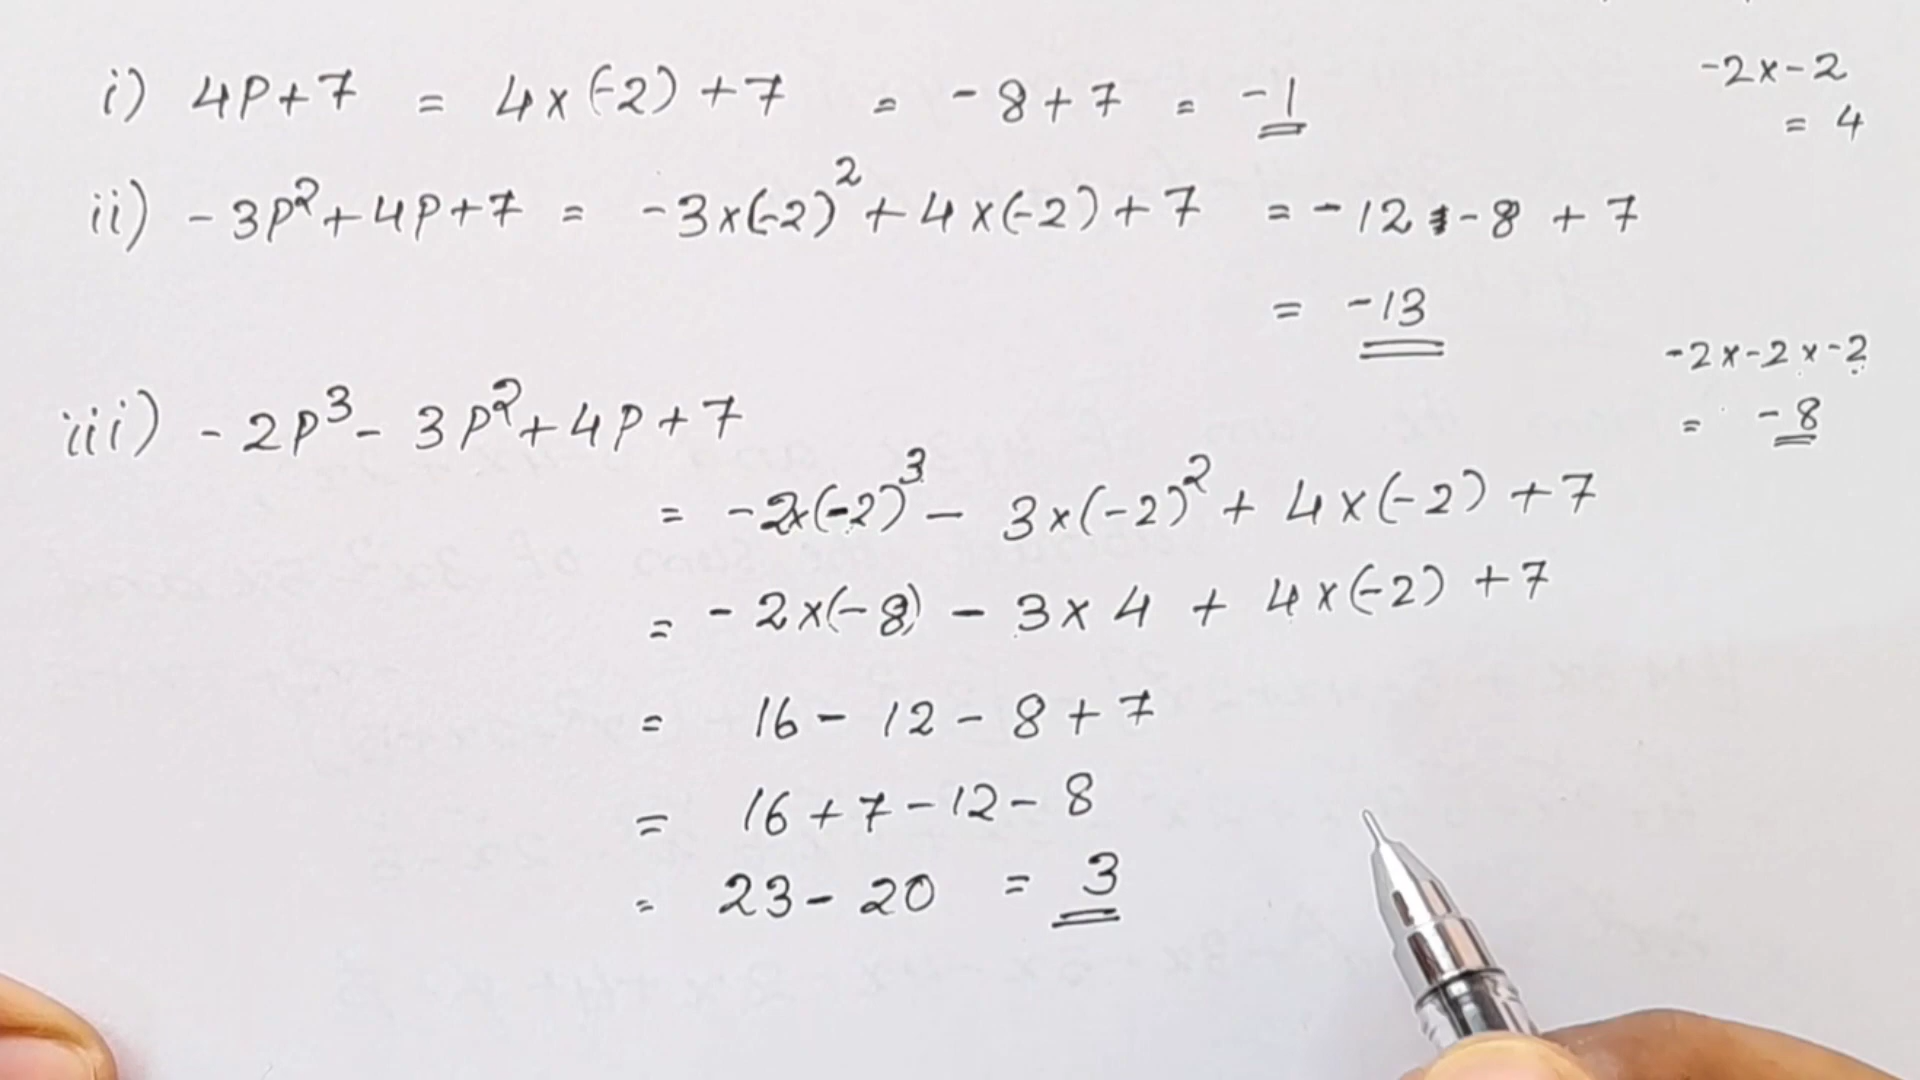 i) 4P+7 = 4×(-2)+7 = -8+7 = -1
-2×-2
= 4
ii) -3p²+4p+7 = -3×(-2)²+4×(-2)+7 = -12-8+7
= -13
-2×-2×-2
= -8
iii) -2p³-3p²+4p+7
= -2×(-2)³-3×(-2)²+4×(-2)+7
= -2×(-8)-3×4+4×(-2)+7
= 16-12-8+7
= 16+7-12-8
= 23-20 = 3